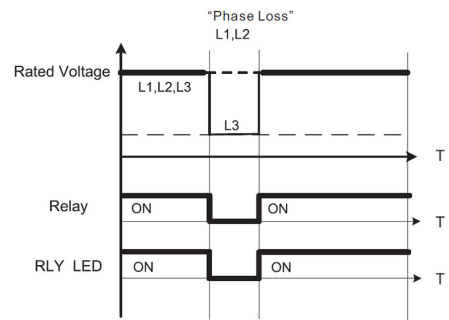 “Phase Loss”
L1,L2
Rated Voltage
L1,L2,L3
L3
T
Relay
ON
ON
T
RLY LED
ON
ON
T